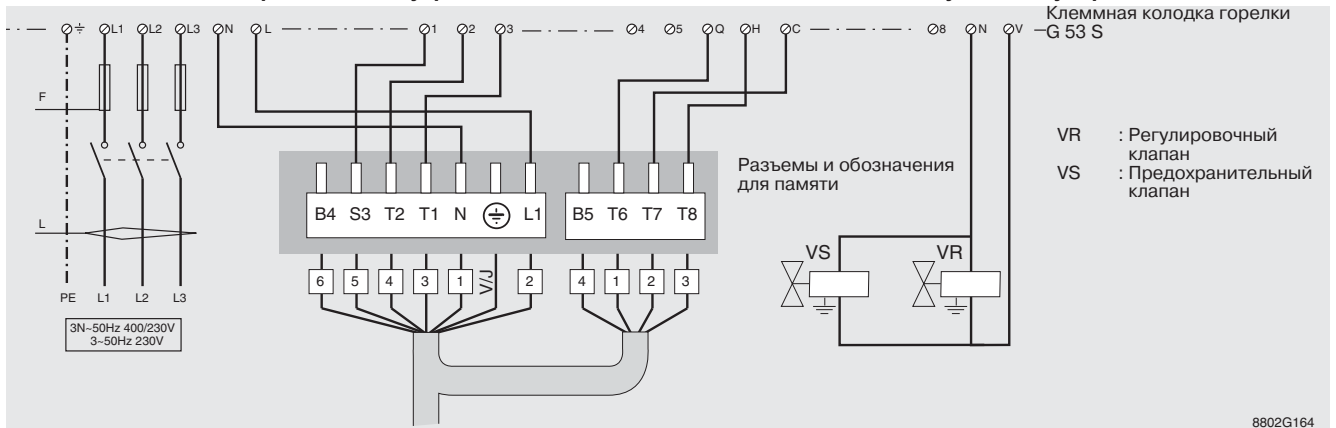 Клеммная колодка горелки
G 53 S
L1 L2 L3 N L 1 2 3 4 5 Q H C 8 N V
F
VR : Регулировочный
клапан
VS : Предохранительный
клапан
Разъемы и обозначения
для памяти
B4 S3 T2 T1 N L1 B5 T6 T7 T8
L
VS VR
6 5 4 3 1 V/J 2 4 1 2 3
PE L1 L2 L3
3N~50Hz 400/230V
3~50Hz 230V
8802G164